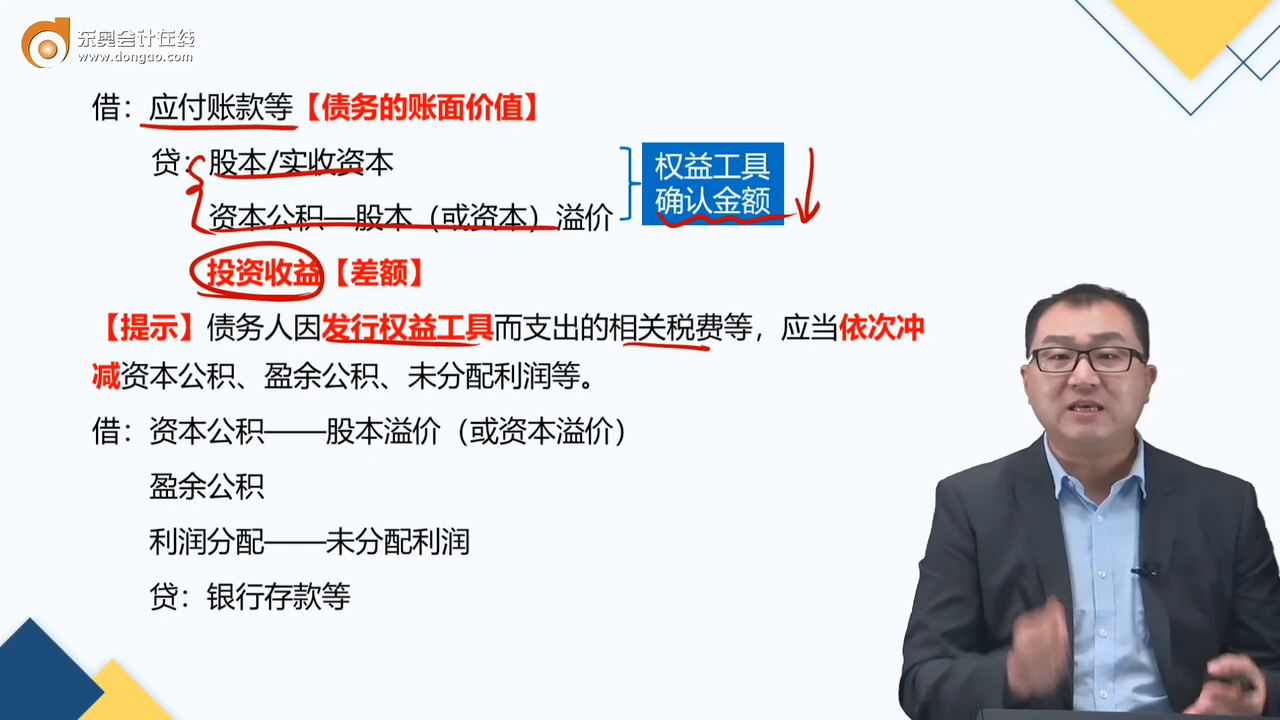 东奥会计在线
www.dongao.com
借：应付账款等【债务的账面价值】
贷：股本/实收资本
资本公积—股本（或资本）溢价
权益工具
确认金额
投资收益【差额】
【提示】债务人因发行权益工具而支出的相关税费等，应当依次冲
减资本公积、盈余公积、未分配利润等。
借：资本公积——股本溢价（或资本溢价）
盈余公积
利润分配——未分配利润
贷：银行存款等